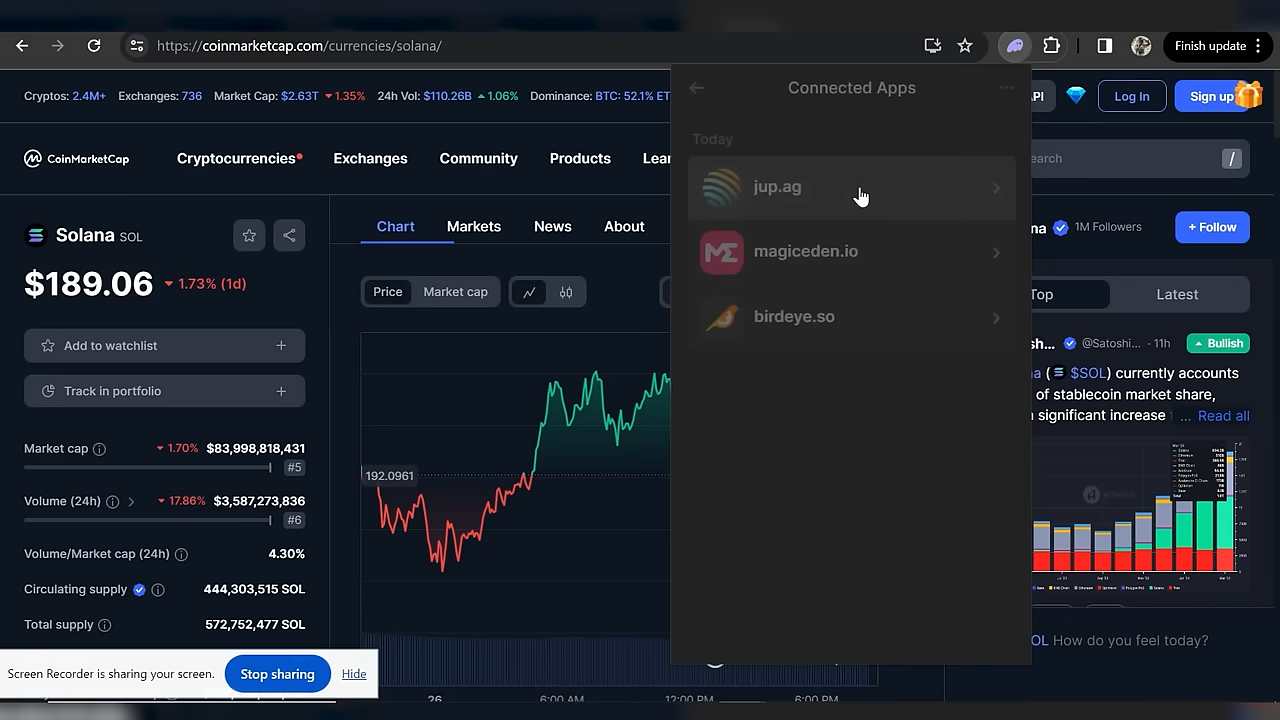 https://coinmarketcap.com/currencies/solana/
Finish update
Cryptos: 2.4M+ Exchanges: 736 Market Cap: $2.63T 1.35% 24h Vol: $110.26B 1.06% Dominance: BTC: 52.1% ET
PI
Log In
Sign up
CoinMarketCap
Cryptocurrencies
Exchanges
Community
Products
Lear
earch
/
Connected Apps
Today
jup.ag
magiceden.io
birdeye.so
Solana SOL
$189.06 1.73% (1d)
Add to watchlist
Track in portfolio
Market cap 1.70% $83,998,818,431
#5
Volume (24h) 17.86% $3,587,273,836
#6
Volume/Market cap (24h) 4.30%
Circulating supply 444,303,515 SOL
Total supply 572,752,477 SOL
Chart Markets News About
Price Market cap
192.0961
26 6:00 AM 12:00 PM 6:00 PM
na 1M Followers
+ Follow
Top Latest
sh... @Satoshi... · 11h Bullish
na ( $SOL) currently accounts
of stablecoin market share,
n significant increase ... Read all
OL How do you feel today?
Screen Recorder is sharing your screen. Stop sharing Hide